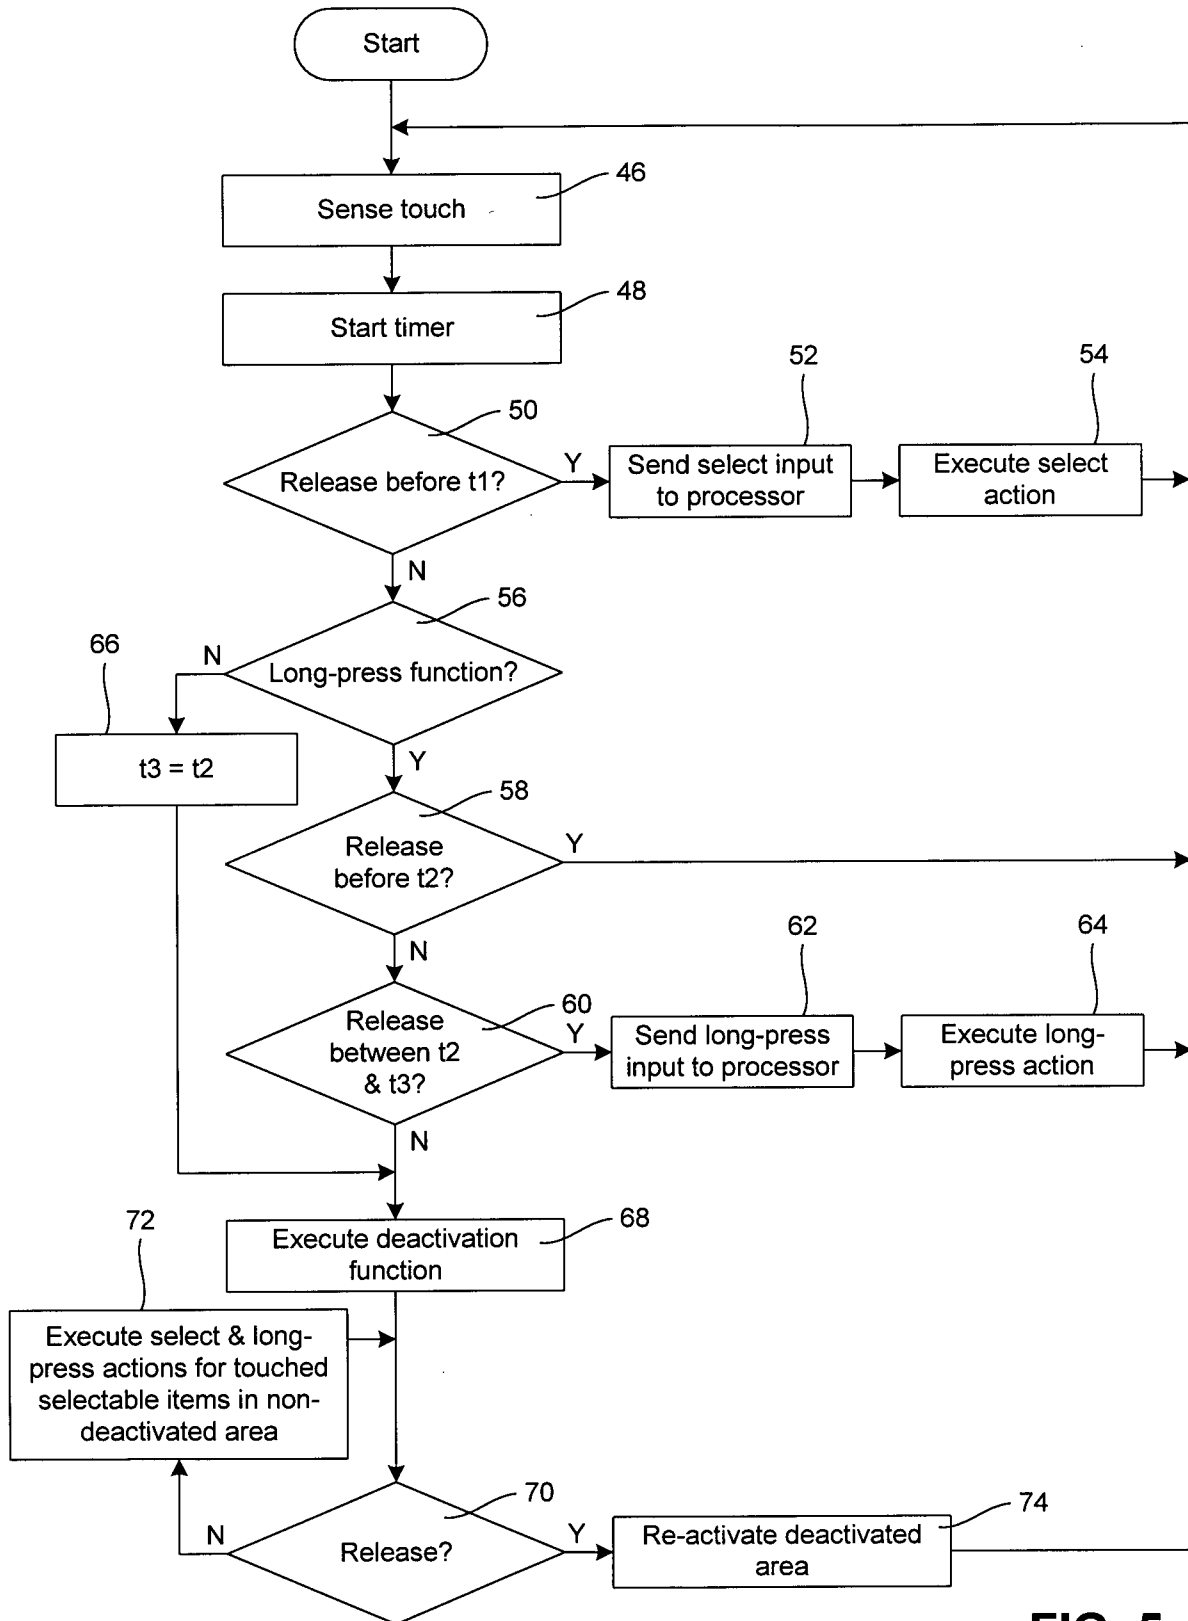 Start
46
Sense touch
48
Start timer
52
54
50
Release before t1?
Y
Send select input
to processor
Execute select
action
N
56
66
N
Long-press function?
t3 = t2
Y
58
Release
before t2?
Y
62
64
N
60
Release
between t2
& t3?
Y
Send long-press
input to processor
Execute long-
press action
N
72
68
Execute deactivation
function
Execute select & long-
press actions for touched
selectable items in non-
deactivated area
70
74
N
Release?
Y
Re-activate deactivated
area
FIG. 5